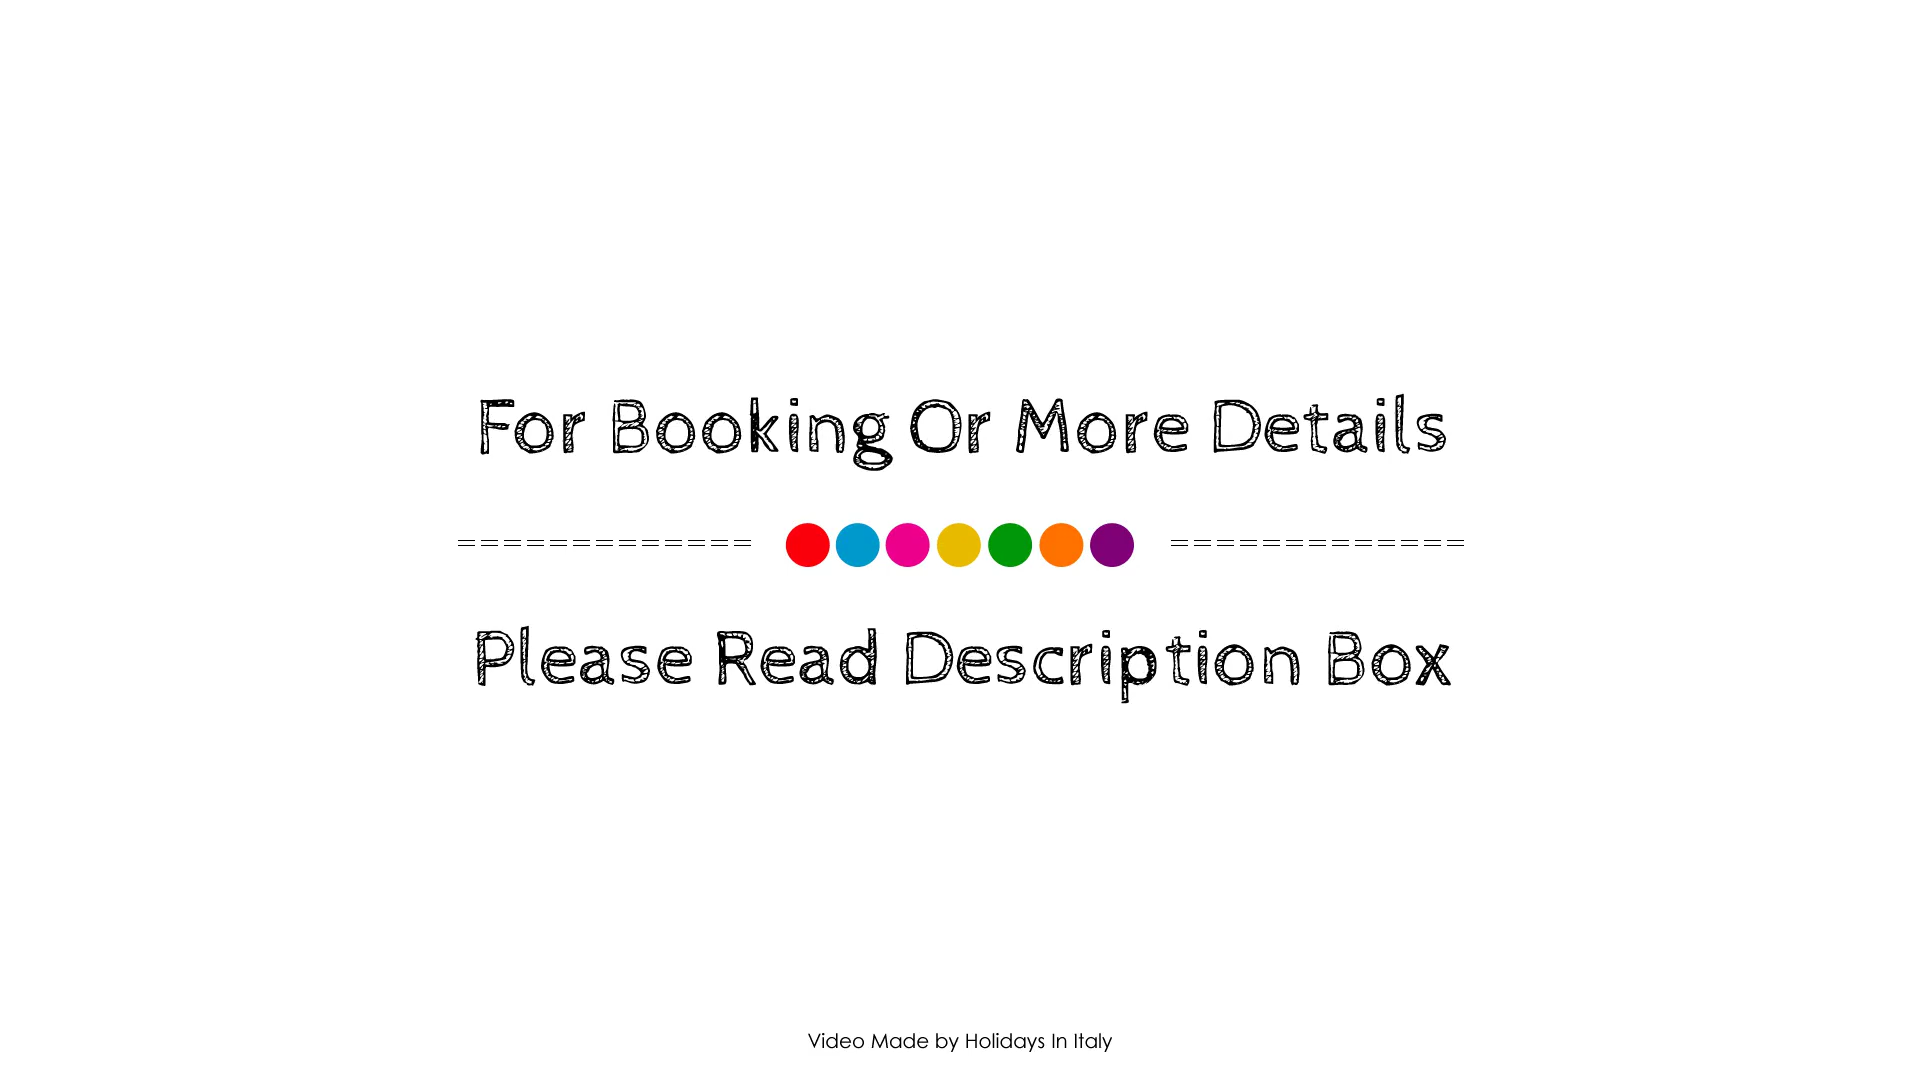 For Booking Or More Details
============= =============
Please Read Description Box
Video Made by Holidays In Italy